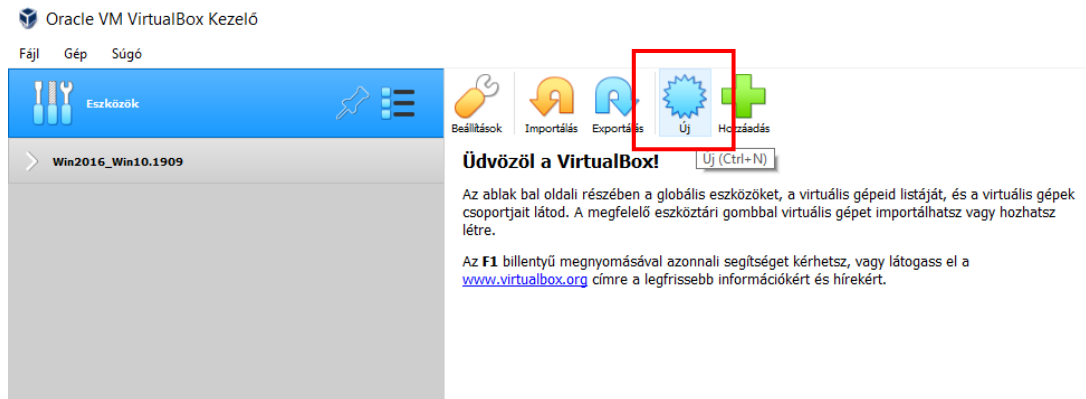 Oracle VM VirtualBox Kezelő
Fájl Gép Súgó
Eszközök
Win2016_Win10.1909
Beállítások Importálás Exportálás Új Hozzáadás
Új (Ctrl+N)
Üdvözöl a VirtualBox!
Az ablak bal oldali részében a globális eszközöket, a virtuális gépeid listáját, és a virtuális gépek
csoportjait látod. A megfelelő eszköztári gombbal virtuális gépet importálhatsz vagy hozhatsz
létre.
Az F1 billentyű megnyomásával azonnali segítséget kérhetsz, vagy látogass el a
www.virtualbox.org címre a legfrissebb információkért és hírekért.